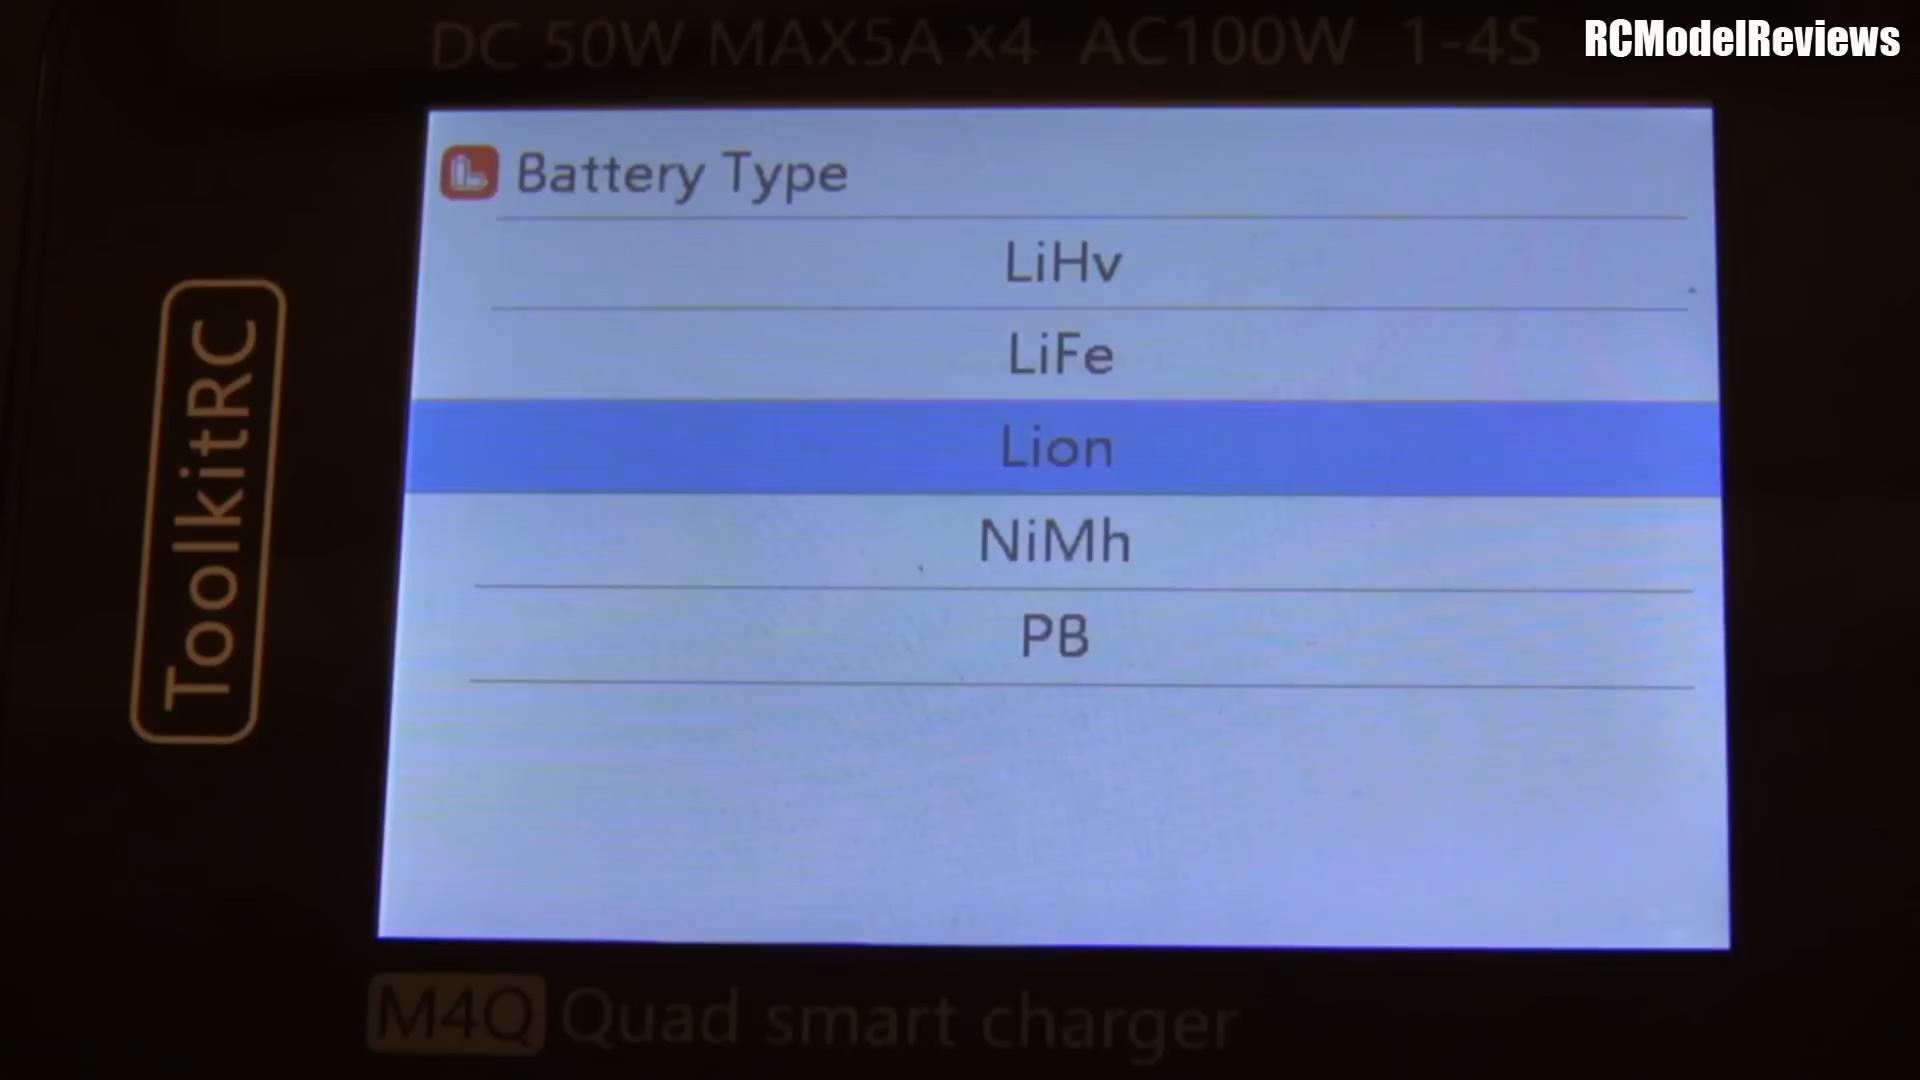 DC 50W MAX5A x4 AC100W 1-4S
RCModelReviews
Battery Type
LiHv
LiFe
Lion
NiMh
PB
ToolkitRC
M4Q Quad smart charger